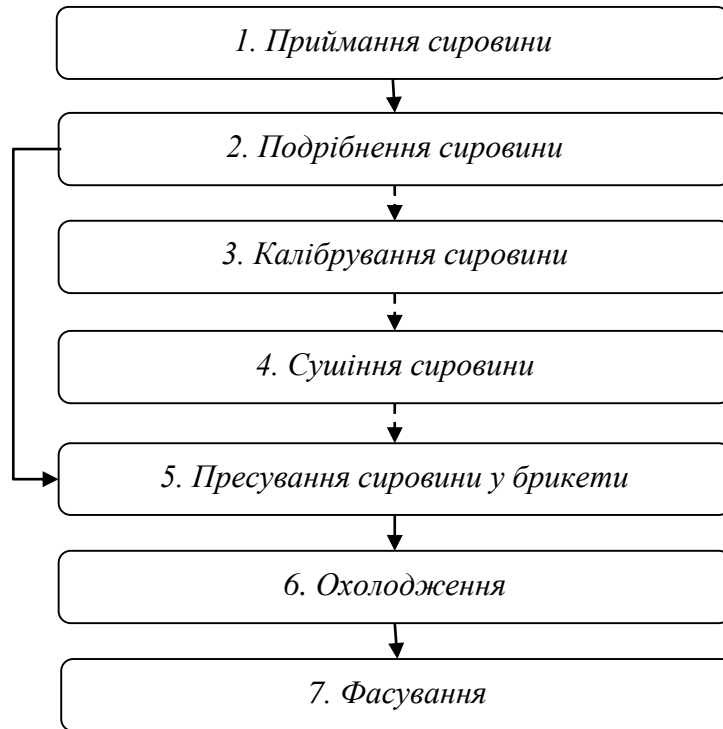 1. Приймання сировини
2. Подрібнення сировини
3. Калібрування сировини
4. Сушіння сировини
5. Пресування сировини у брикети
6. Охолодження
7. Фасування